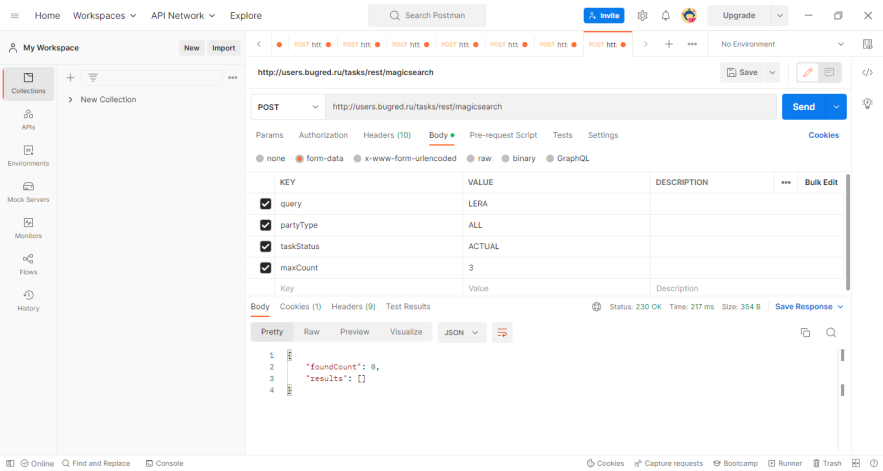 Home Workspaces API Network Explore Search Postman Invite Upgrade
My Workspace New Import POST htt POST htt POST htt POST htt POST htt POST htt POST htt No Environment
Collections
APIs
Environments
Mock Servers
Monitors
Flows
History
New Collection
http://users.bugred.ru/tasks/rest/magicsearch Save
POST http://users.bugred.ru/tasks/rest/magicsearch Send
Params Authorization Headers (10) Body Pre-request Script Tests Settings Cookies
none form-data x-www-form-urlencoded raw binary GraphQL
KEY VALUE DESCRIPTION Bulk Edit
query LERA
partyType ALL
taskStatus ACTUAL
maxCount 3
Key Value Description
Body Cookies (1) Headers (9) Test Results Status: 230 OK Time: 217 ms Size: 354 B Save Response
Pretty Raw Preview Visualize JSON
1 {
2 "foundCount": 0,
3 "results": []
4 }
Online Find and Replace Console Cookies Capture requests Bootcamp Runner Trash